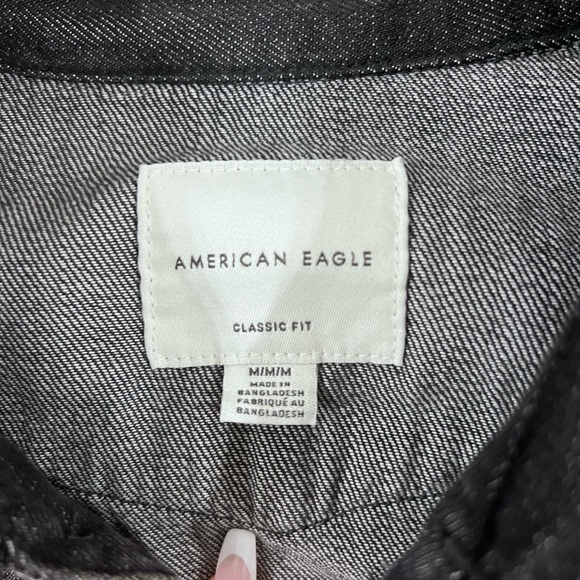 AMERICAN EAGLE
CLASSIC FIT
M/M/M
MADE IN
BANGLADESH
FABRIQUÉ AU
BANGLADESH